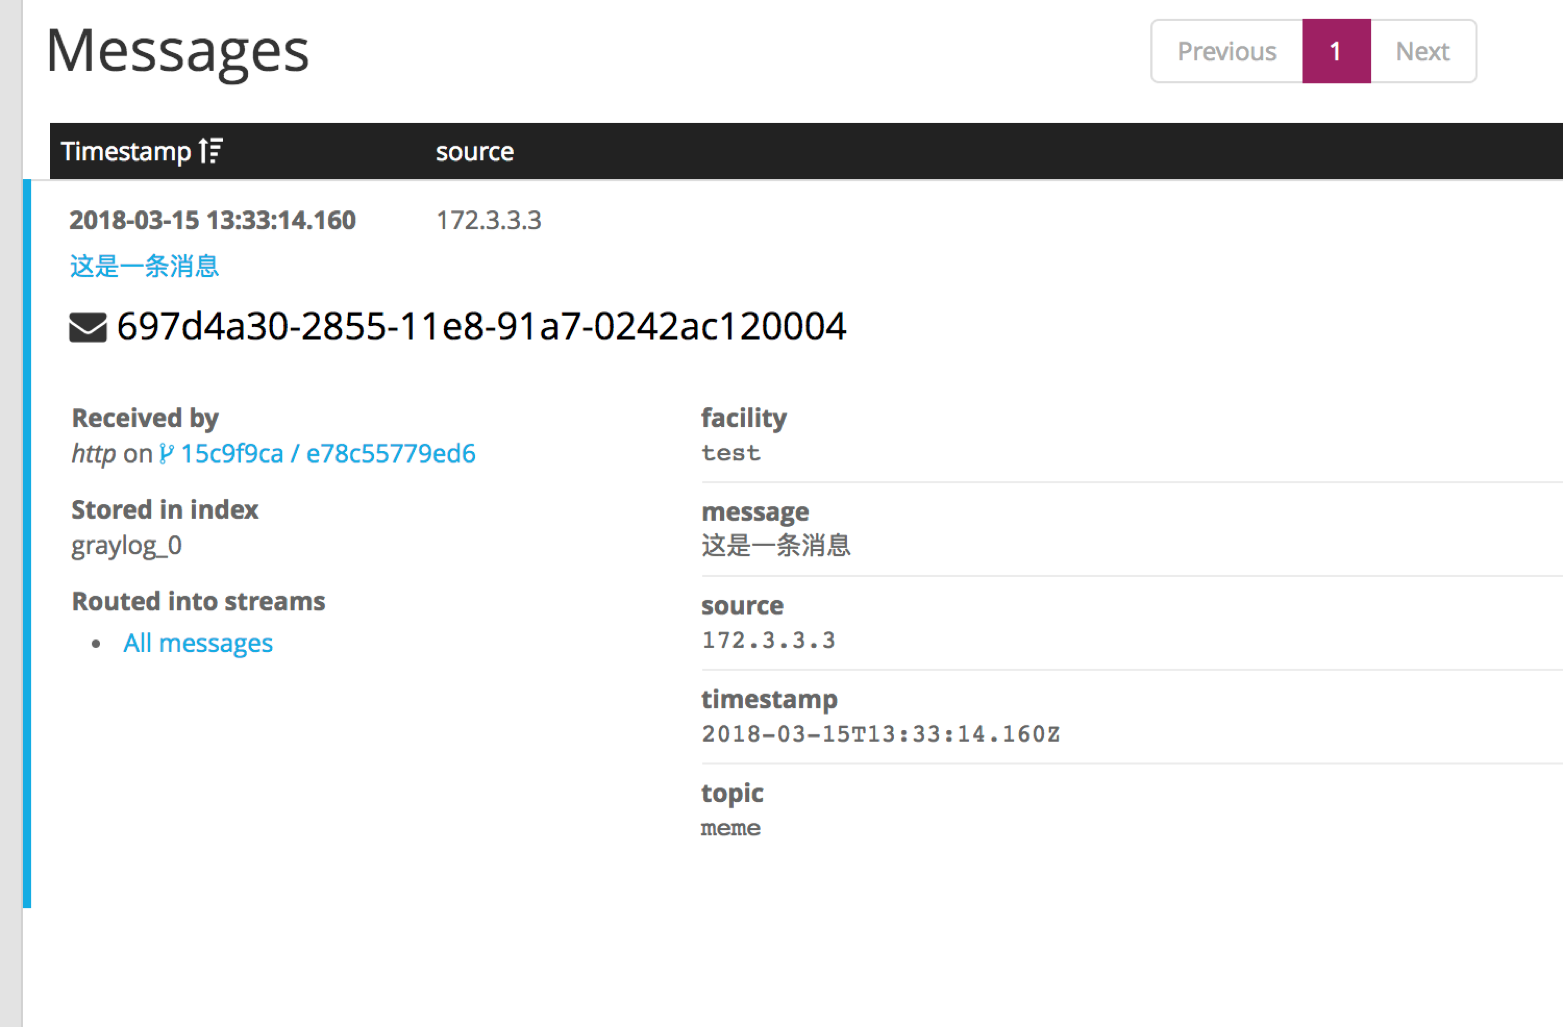 Messages
Previous 1 Next
Timestamp source
2018-03-15 13:33:14.160 172.3.3.3
这是一条消息
697d4a30-2855-11e8-91a7-0242ac120004
Received by
http on 15c9f9ca / e78c55779ed6
Stored in index
graylog_0
Routed into streams
• All messages
facility
test
message
这是一条消息
source
172.3.3.3
timestamp
2018-03-15T13:33:14.160Z
topic
meme